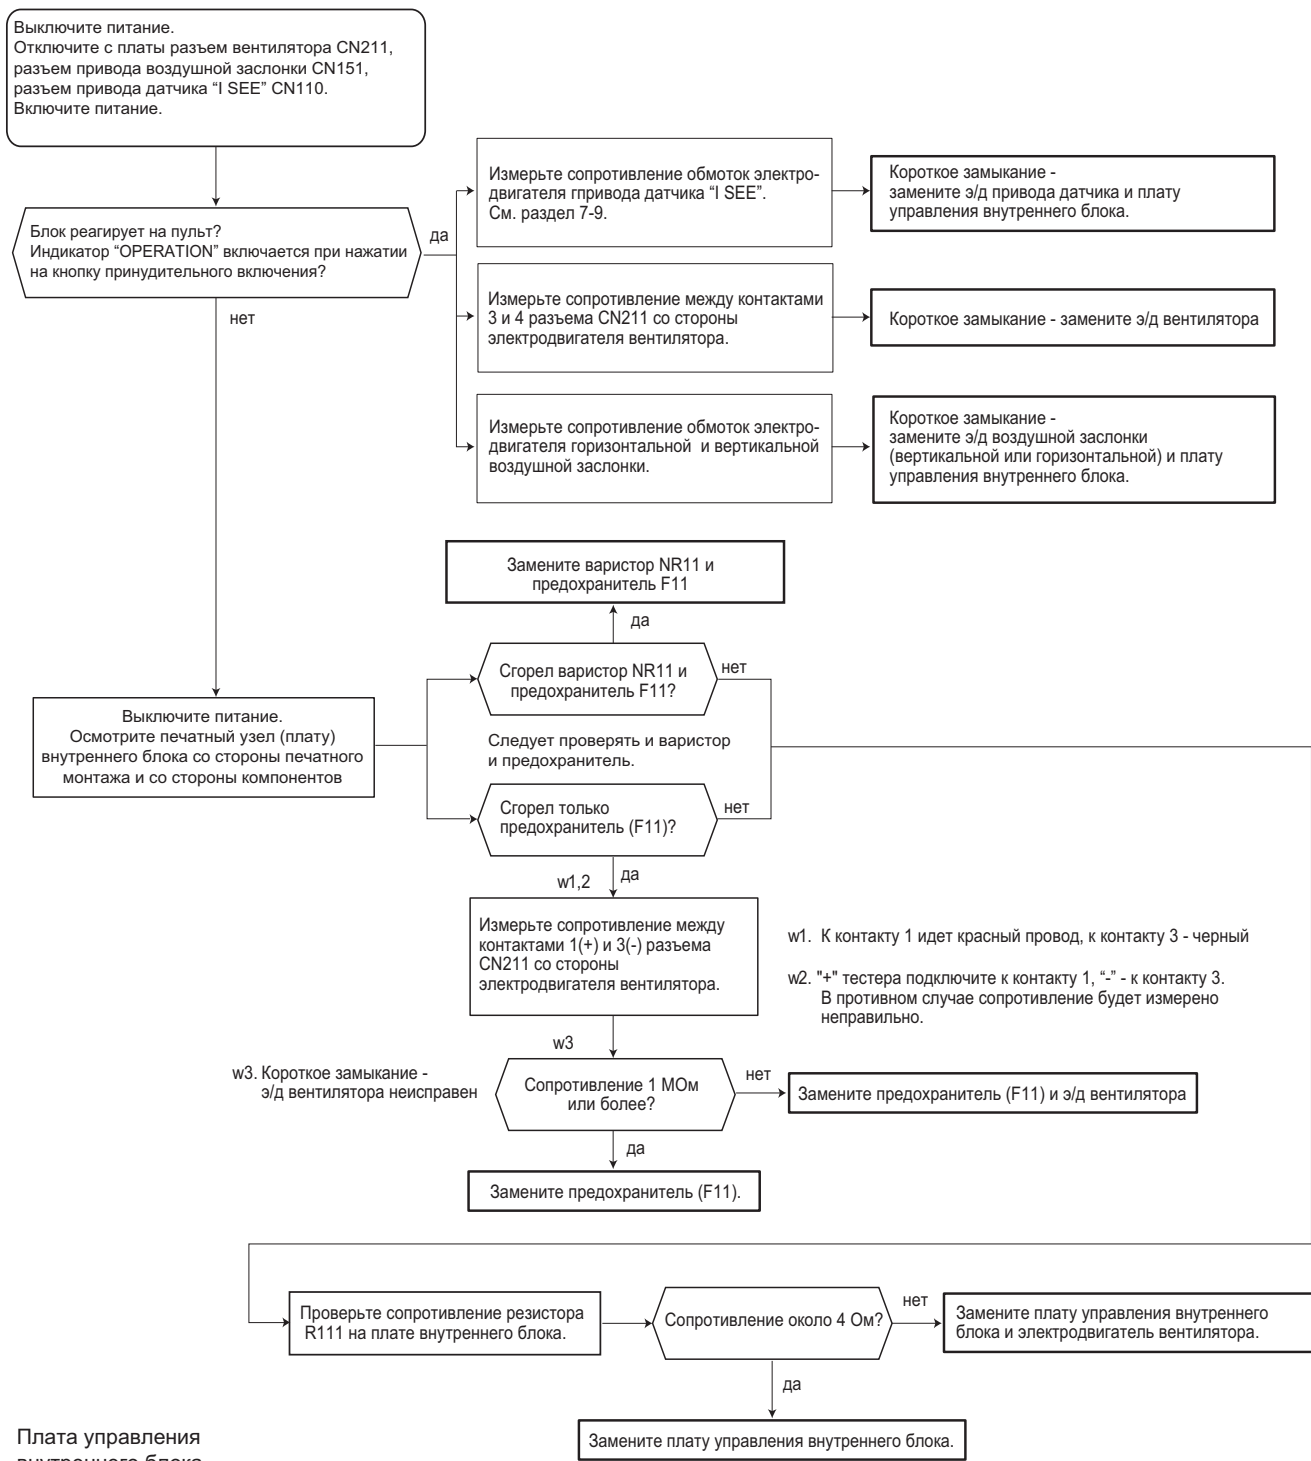 Выключите питание.
Отключите с платы разъем вентилятора CN211,
разъем привода воздушной заслонки CN151,
разъем привода датчика “I SEE” CN110.
Включите питание.
Блок реагирует на пульт?
Индикатор “OPERATION” включается при нажатии
на кнопку принудительного включения?
да
нет
Измерьте сопротивление обмоток электро-
двигателя гпривода датчика “I SEE”.
См. раздел 7-9.
Короткое замыкание -
замените э/д привода датчика и плату
управления внутреннего блока.
Измерьте сопротивление между контактами
3 и 4 разъема CN211 со стороны
электродвигателя вентилятора.
Короткое замыкание - замените э/д вентилятора
Измерьте сопротивление обмоток электро-
двигателя горизонтальной и вертикальной
воздушной заслонки.
Короткое замыкание -
замените э/д воздушной заслонки
(вертикальной или горизонтальной) и плату
управления внутреннего блока.
Замените варистор NR11 и
предохранитель F11
да
Сгорел варистор NR11 и
предохранитель F11?
нет
Выключите питание.
Осмотрите печатный узел (плату)
внутреннего блока со стороны печатного
монтажа и со стороны компонентов
Следует проверять и варистор
и предохранитель.
Сгорел только
предохранитель (F11)?
нет
w1,2
да
Измерьте сопротивление между
контактами 1(+) и 3(-) разъема
CN211 со стороны
электродвигателя вентилятора.
w1. К контакту 1 идет красный провод, к контакту 3 - черный
w2. "+" тестера подключите к контакту 1, “-” - к контакту 3.
В противном случае сопротивление будет измерено
неправильно.
w3
w3. Короткое замыкание -
э/д вентилятора неисправен
Сопротивление 1 МОм
или более?
нет
Замените предохранитель (F11) и э/д вентилятора
да
Замените предохранитель (F11).
Проверьте сопротивление резистора
R111 на плате внутреннего блока.
Сопротивление около 4 Ом?
нет
Замените плату управления внутреннего
блока и электродвигатель вентилятора.
да
Замените плату управления внутреннего блока.
Плата управления
внутреннего блока